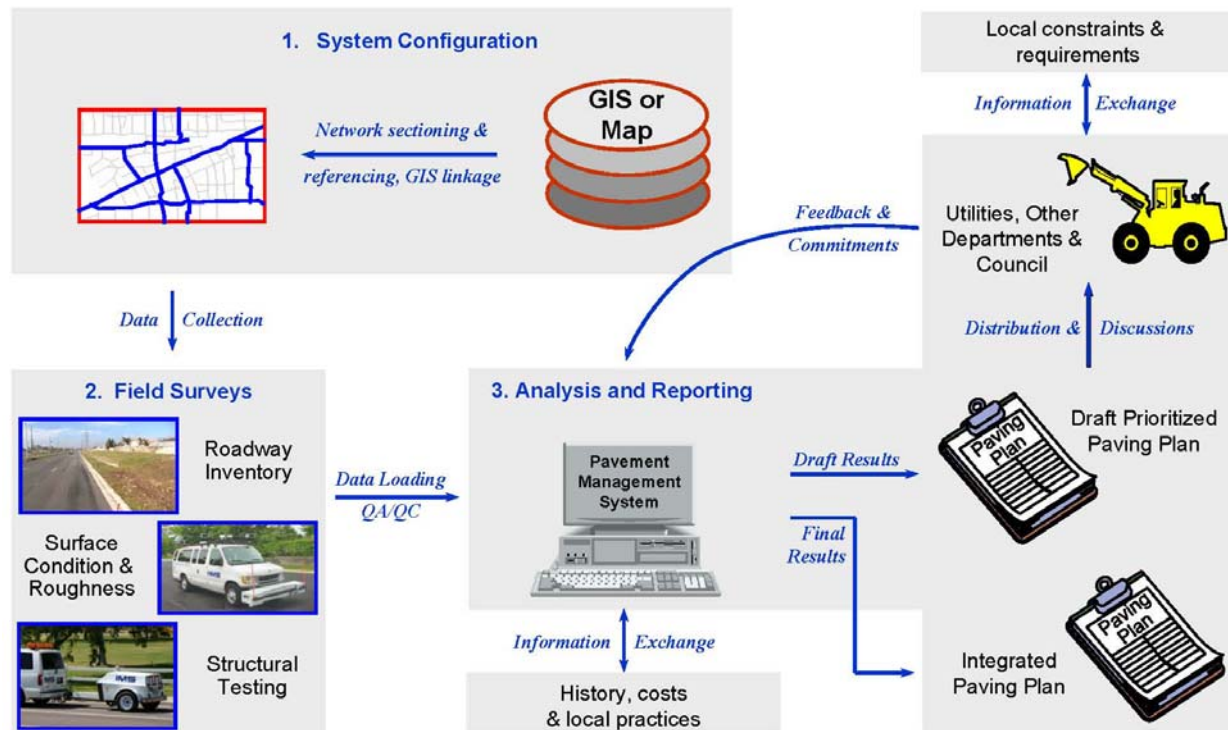 1. System Configuration
GIS or
Map
Network sectioning &
referencing, GIS linkage
Local constraints &
requirements
Information Exchange
Utilities, Other
Departments &
Council
Feedback &
Commitments
Distribution & Discussions
Data Collection
2. Field Surveys
Roadway
Inventory
Surface
Condition &
Roughness
Structural
Testing
IMS
Data Loading
QA/QC
3. Analysis and Reporting
Pavement
Management
System
Draft Results
Final
Results
Paving
Plan
Draft Prioritized
Paving Plan
Paving
Plan
Integrated
Paving Plan
Information Exchange
History, costs
& local practices